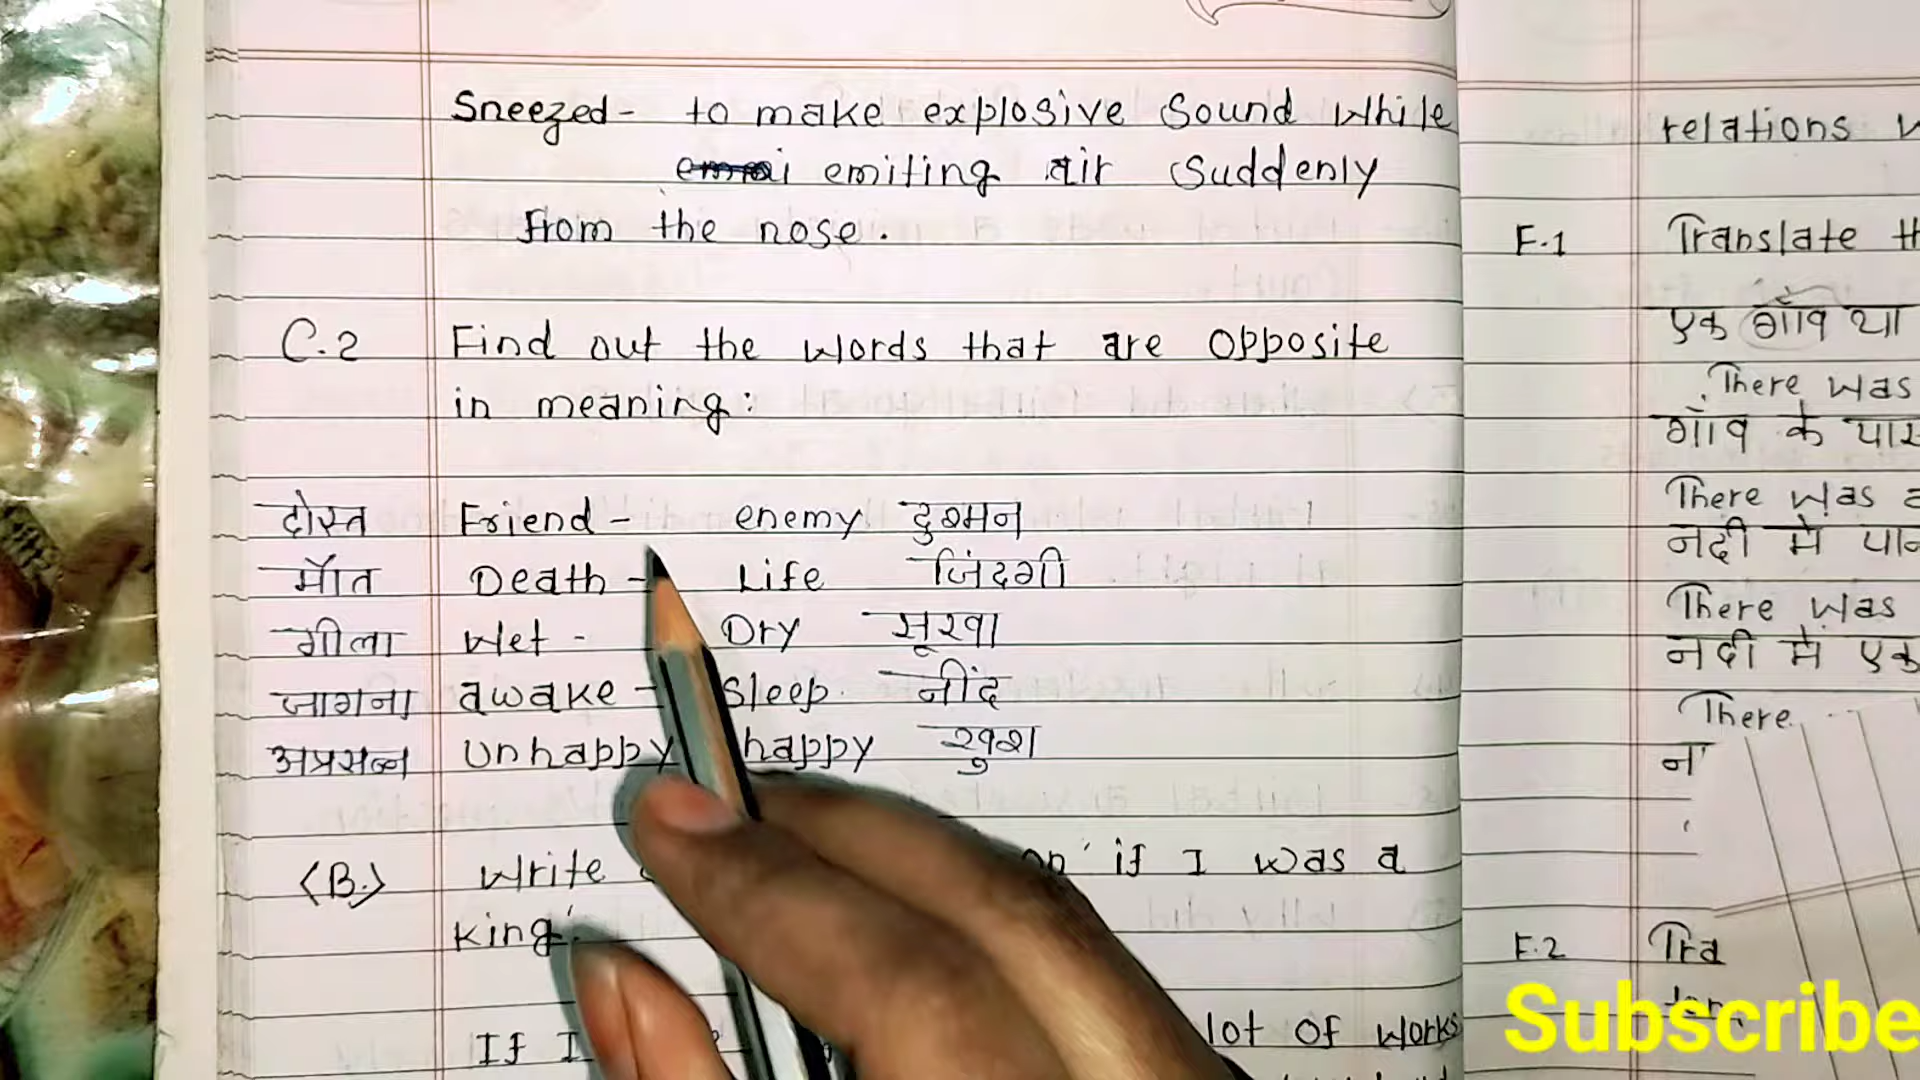 Sneezed - to make explosive Sound while
emiting air Suddenly
from the nose.
C.2 Find out the words that are opposite
in meaning:
दोस्त Friend - enemy दुश्मन
मौत Death - Life जिंदगी
गीला Wet - Dry सूखा
जागना awake - Sleep. नींद
अप्रसन्न Unhappy happy खुश
(B.) Write if I was a
king'.
If I lot of works
relations
E.1 Translate
एक गाँव था
There was
गाँव के पास
There was a
नदी में
There was
नदी में एक
There
E.2
Subscribe